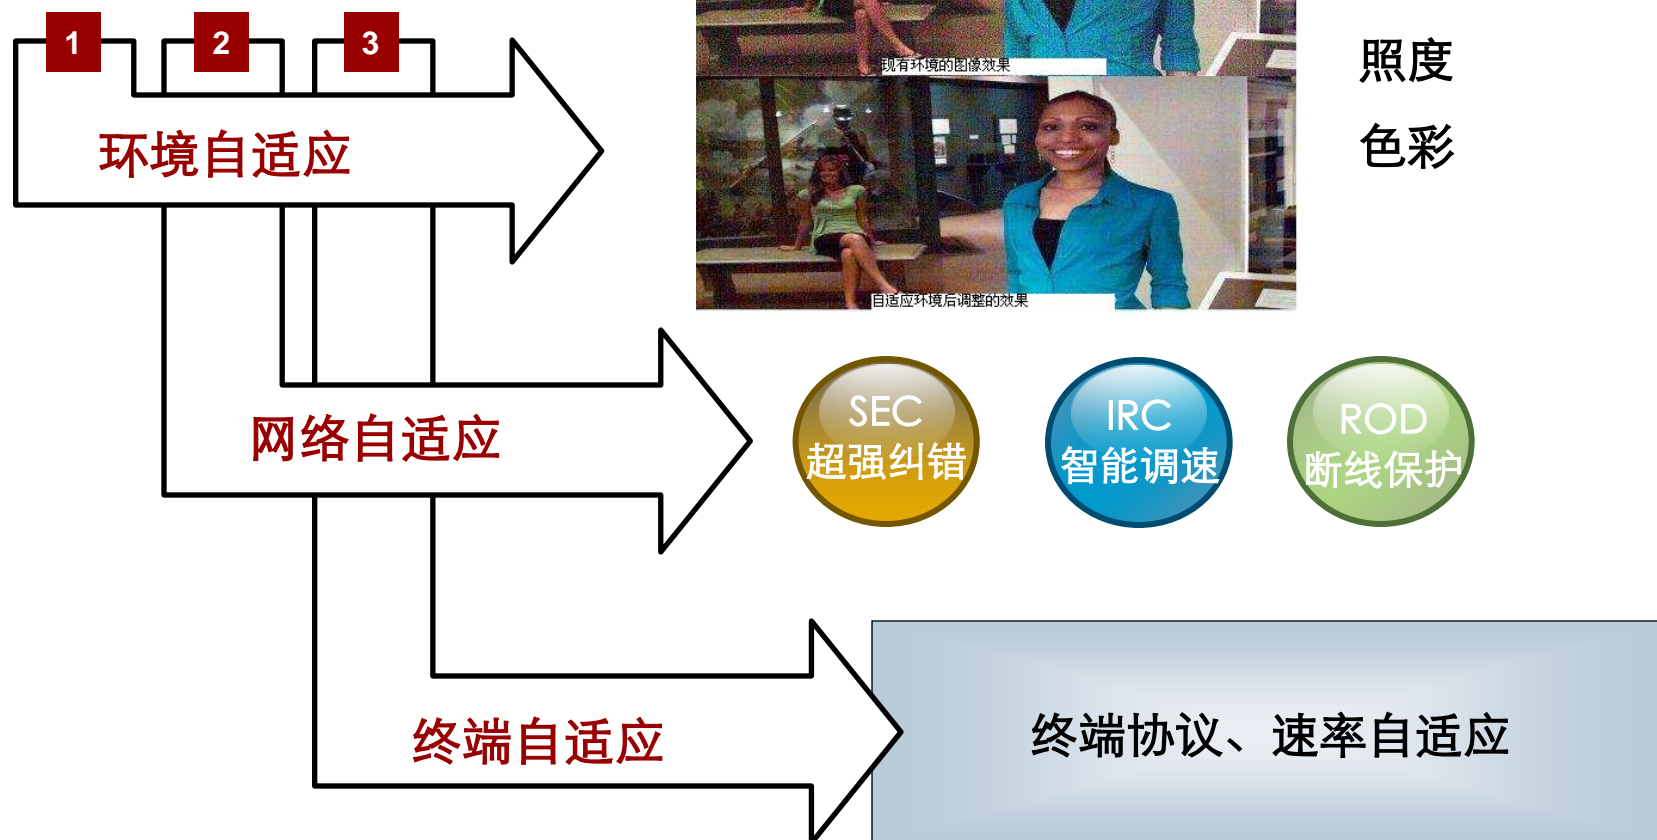 1
2
3
环境自适应
现有环境的图像效果
自适应环境后调整的效果
照度
色彩
网络自适应
SEC
超强纠错
IRC
智能调速
ROD
断线保护
终端自适应
终端协议、速率自适应